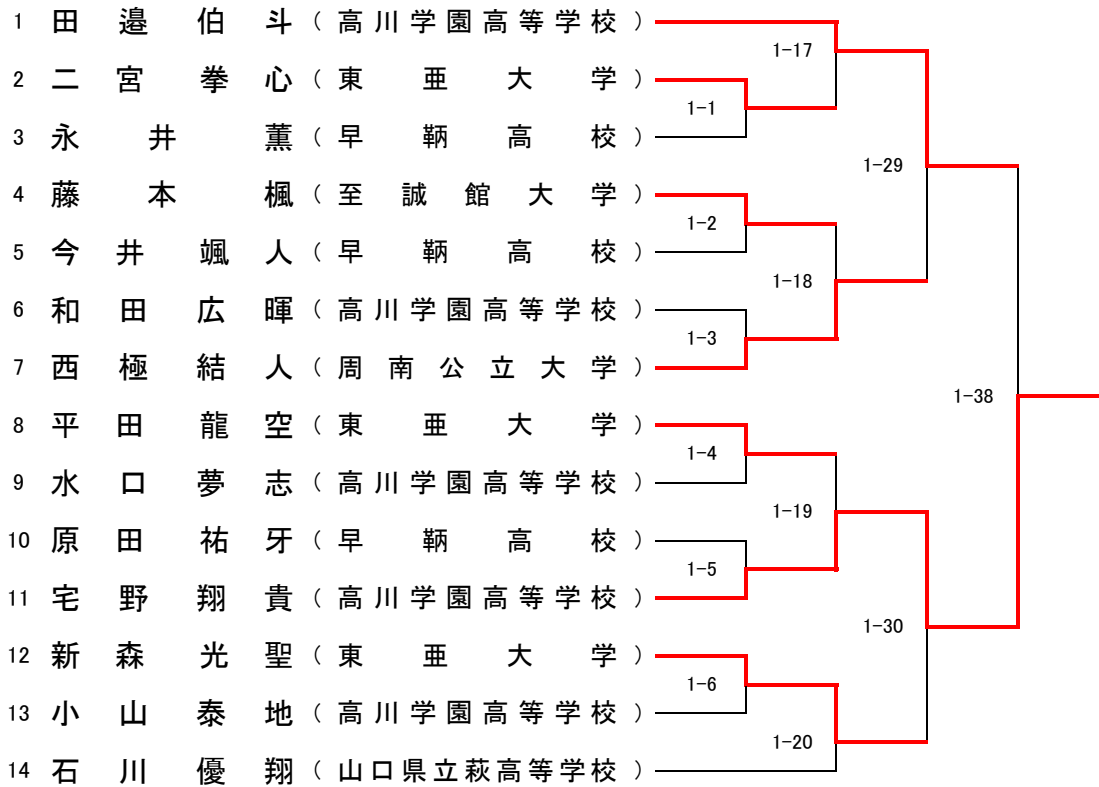 1 田邉伯斗(高川学園高等学校)
1-17
2 二宮拳心(東亜大学)
1-1
3 永井薫(早鞆高校)
1-29
4 藤本楓(至誠館大学)
1-2
5 今井颯人(早鞆高校)
1-18
6 和田広暉(高川学園高等学校)
1-3
7 西極結人(周南公立大学)
1-38
8 平田龍空(東亜大学)
1-4
9 水口夢志(高川学園高等学校)
1-19
10 原田祐牙(早鞆高校)
1-5
11 宅野翔貴(高川学園高等学校)
1-30
12 新森光聖(東亜大学)
1-6
13 小山泰地(高川学園高等学校)
1-20
14 石川優翔(山口県立萩高等学校)